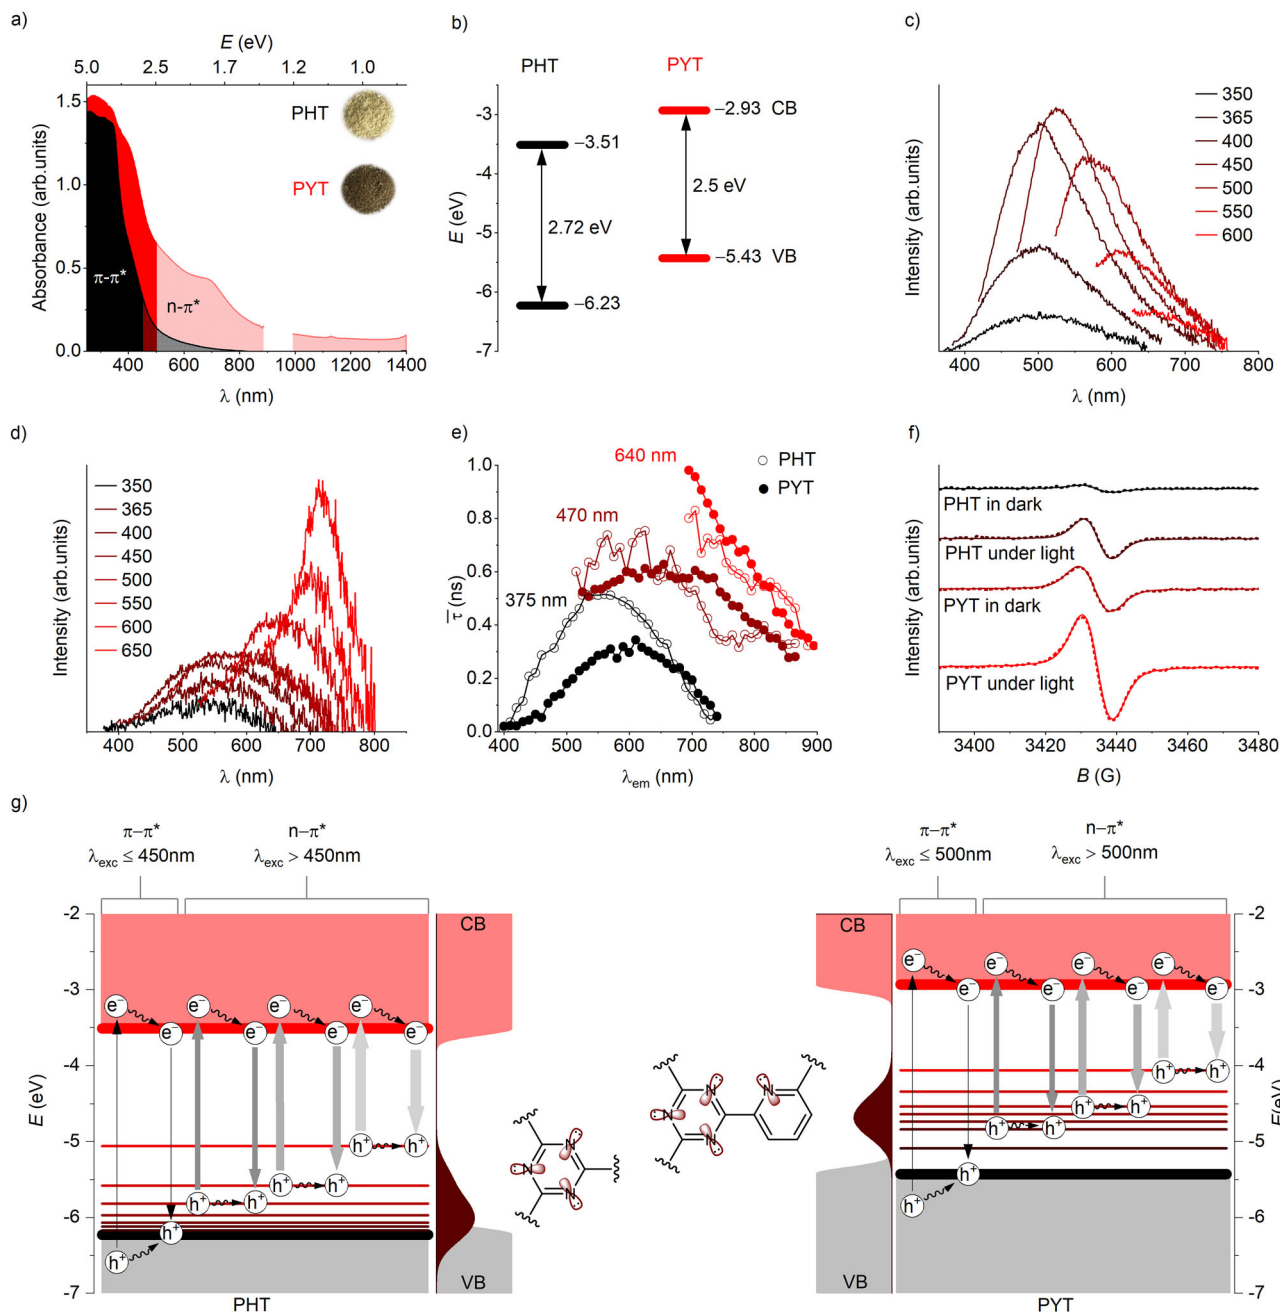 a)
E (eV)
5.0 2.5 1.7 1.2 1.0
Absorbance (arb.units)
1.5
1.0
0.5
0.0
PHT
PYT
π-π*
n-π*
400 600 800 1000 1200 1400
λ (nm)
b)
PHT PYT
E (eV)
-3
-4
-5
-6
-7
–2.93 CB
–3.51
2.5 eV
2.72 eV
–5.43 VB
–6.23
c)
Intensity (arb.units)
350
365
400
450
500
550
600
400 500 600 700 800
λ (nm)
d)
Intensity (arb.units)
350
365
400
450
500
550
600
650
400 500 600 700 800
λ (nm)
e)
τ (ns)
1.0
0.8
0.6
0.4
0.2
0
640 nm
470 nm
375 nm
PHT
PYT
400 500 600 700 800 900
λem (nm)
f)
Intensity (arb.units)
PHT in dark
PHT under light
PYT in dark
PYT under light
3400 3420 3440 3460 3480
B (G)
g)
π–π* n–π*
λexc ≤ 450nm λexc > 450nm
E (eV)
-2
-3
-4
-5
-6
-7
CB
e– e– e– e– e– e– e– e–
h+ h+
h+ h+
h+ h+
h+ h+
VB
PHT
N N
N
N N N
N
π–π* n–π*
λexc ≤ 500nm λexc > 500nm
CB
e– e– e– e– e– e– e– e–
h+ h+
h+ h+
h+ h+
h+ h+
VB
PYT
-2
-3
-4
-5
-6
-7
E(eV)